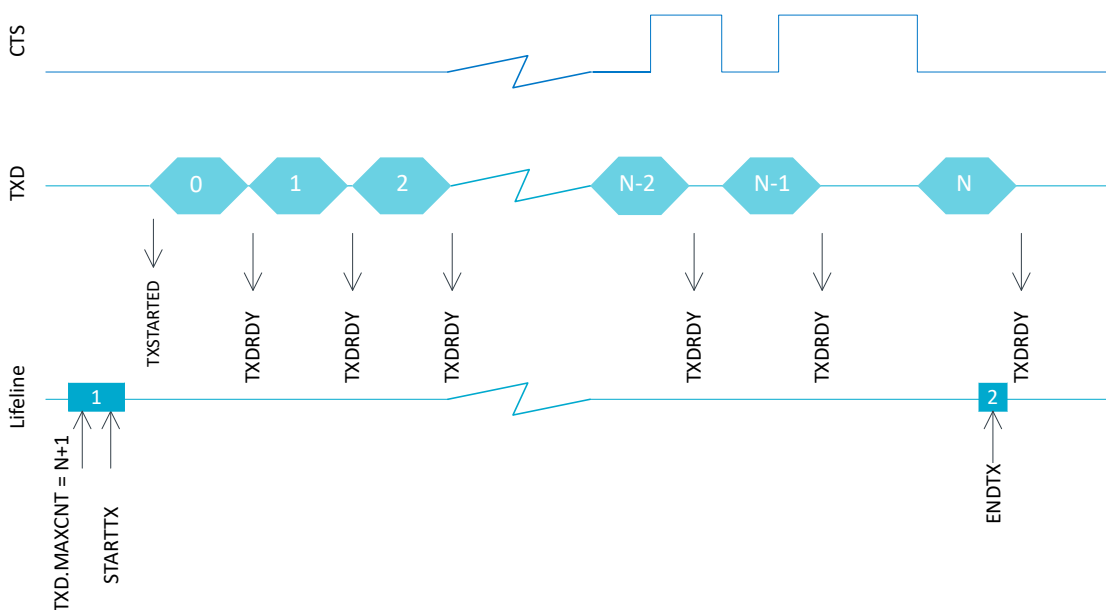 CTS
TXD
0
1
2
N-2
N-1
N
TXSTARTED
TXDRDY
TXDRDY
TXDRDY
TXDRDY
TXDRDY
TXDRDY
Lifeline
1
2
TXD.MAXCNT = N+1
STARTTX
ENDTX